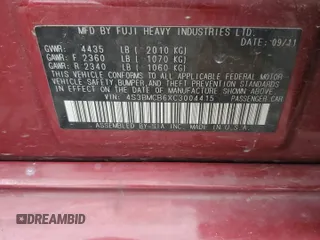 MFD BY FUJI HEAVY INDUSTRIES LTD.
DATE: 09/11
GVWR: 4435 LB ( 2010 KG)
GAWR: F 2360 LB ( 1070 KG)
GAWR: R 2340 LB ( 1060 KG)
THIS VEHICLE CONFORMS TO ALL APPLICABLE FEDERAL MOTOR
VEHICLE SAFETY, BUMPER AND THEFT PREVENTION STANDARDS
IN EFFECT ON THE DATE OF MANUFACTURE SHOWN ABOVE.
VIN: 4S3BMCB6XC3004415 PASSENGER CAR
ASSEMBLED BY-SIA, INC. U.S.A.
DREAMBID